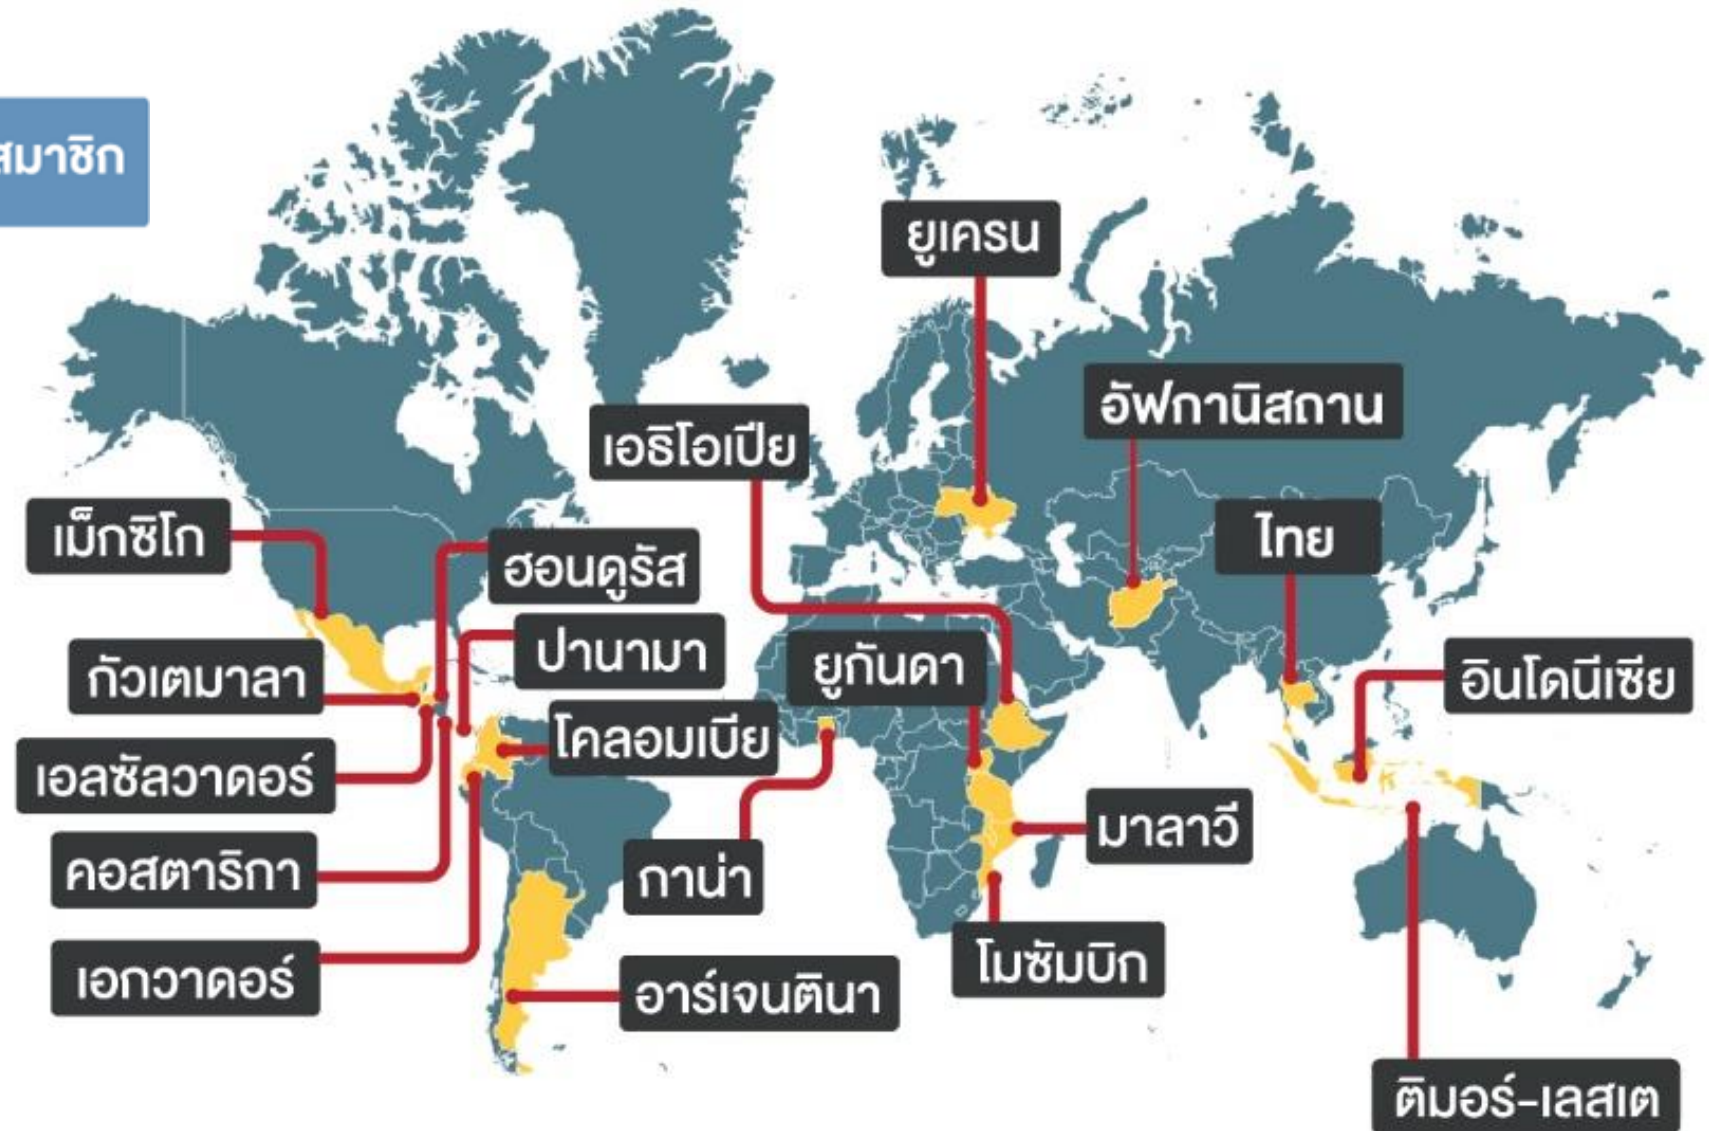 สมาชิก
ยูเครน
อัฟกานิสถาน
เอธิโอเปีย
เม็กซิโก
ฮอนดูรัส
ไทย
กัวเตมาลา
ปานามา
ยูกันดา
อินโดนีเซีย
เอลซัลวาดอร์
โคลอมเบีย
คอสตาริกา
กาน่า
มาลาวี
เอกวาดอร์
อาร์เจนตินา
โมซัมบิก
ติมอร์-เลสเต